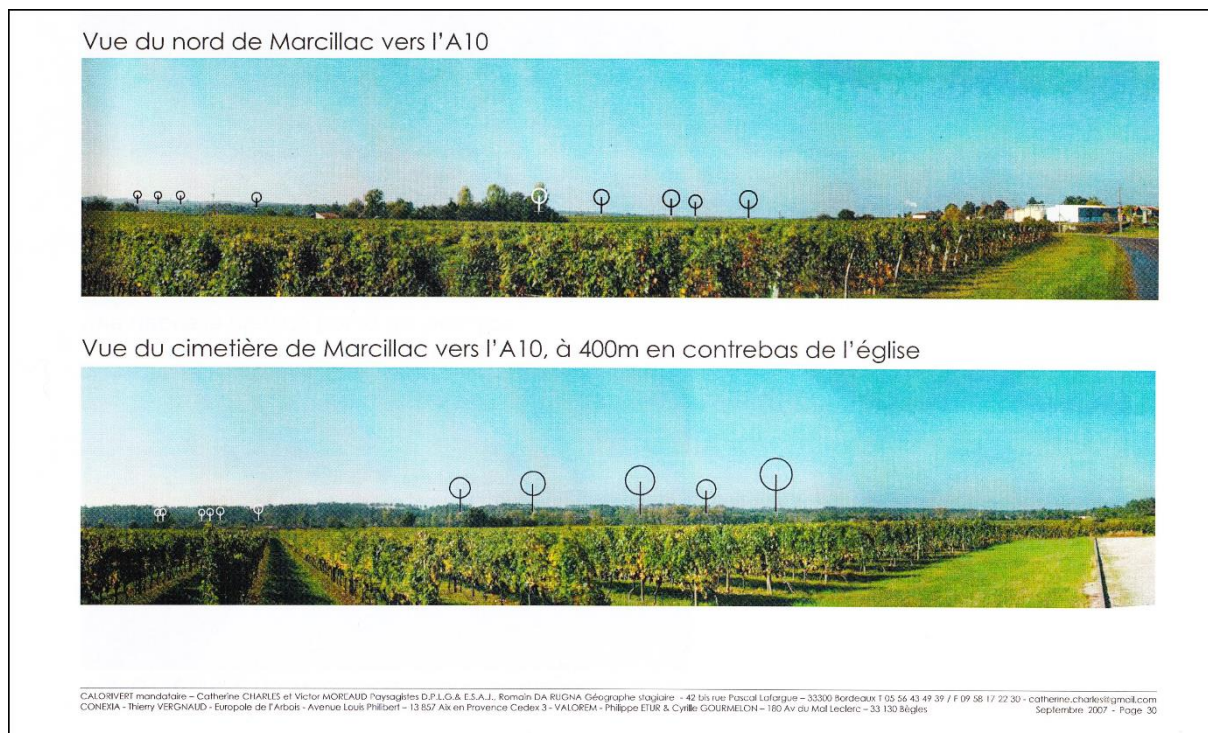 Vue du nord de Marcillac vers l'A10
Vue du cimetière de Marcillac vers l'A10, à 400m en contrebas de l'église
CALORIVERT mandataire – Catherine CHARLES et Victor MOREAUD Paysagistes D.P.L.G.& E.S.A.J., Romain DA RUGNA Géographe stagiaire - 42 bis rue Pascal Lafargue – 33300 Bordeaux T 05 56 43 49 39 / F 09 58 17 22 30 - catherine.charles@gmail.com
CONEXIA - Thierry VERGNAUD - Europole de l'Arbois - Avenue Louis Philibert – 13 857 Aix en Provence Cedex 3 - VALOREM - Philippe ETUR & Cyrille GOURMELON – 180 Av du Mal Leclerc – 33 130 Bègles
Septembre 2007 - Page 30